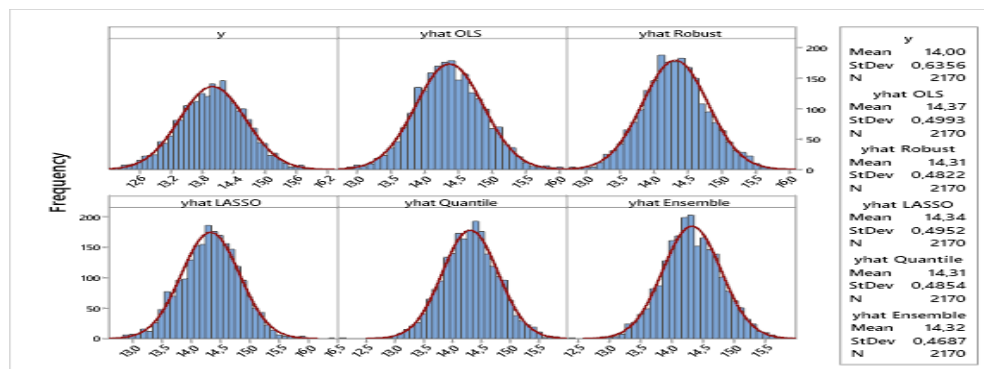 y
yhat OLS
yhat Robust
200
150
100
50
0
12,6
13,2
13,8
14,4
15,0
15,6
16,2
13,0
13,5
14,0
14,5
15,0
15,5
16,0
13,0
13,5
14,0
14,5
15,0
15,5
16,0
Frequency
yhat LASSO
yhat Quantile
yhat Ensemble
200
150
100
50
0
13,0
13,5
14,0
14,5
15,0
15,5
16,0
16,5
12,5
13,0
13,5
14,0
14,5
15,0
15,5
12,5
13,0
13,5
14,0
14,5
15,0
15,5
y
Mean 14,00
StDev 0,6356
N 2170
yhat OLS
Mean 14,37
StDev 0,4993
N 2170
yhat Robust
Mean 14,31
StDev 0,4822
N 2170
yhat LASSO
Mean 14,34
StDev 0,4952
N 2170
yhat Quantile
Mean 14,31
StDev 0,4854
N 2170
yhat Ensemble
Mean 14,32
StDev 0,4687
N 2170